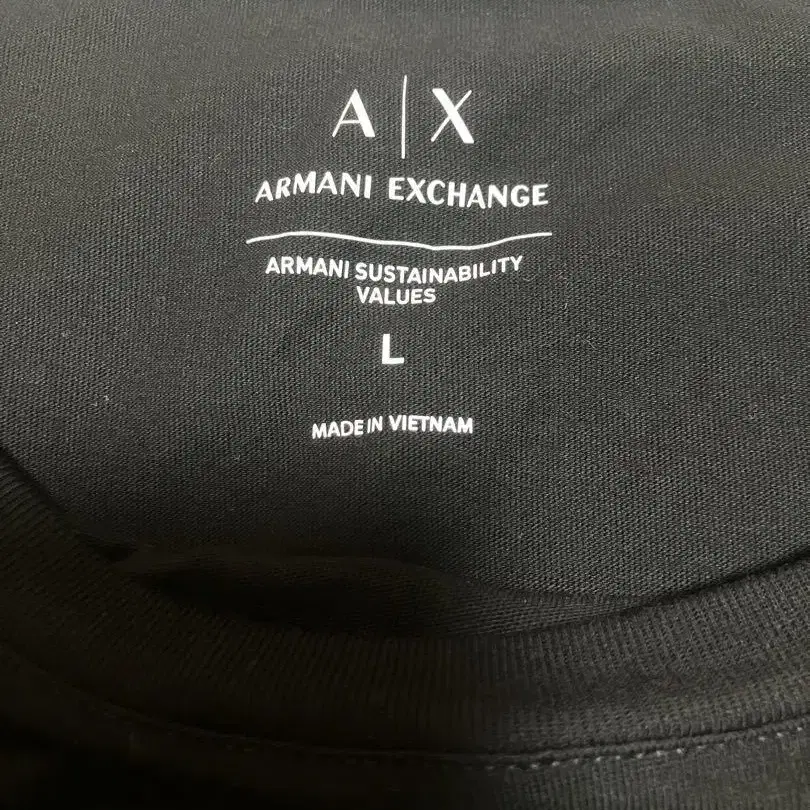 A|X
ARMANI EXCHANGE
ARMANI SUSTAINABILITY
VALUES
L
MADE IN VIETNAM